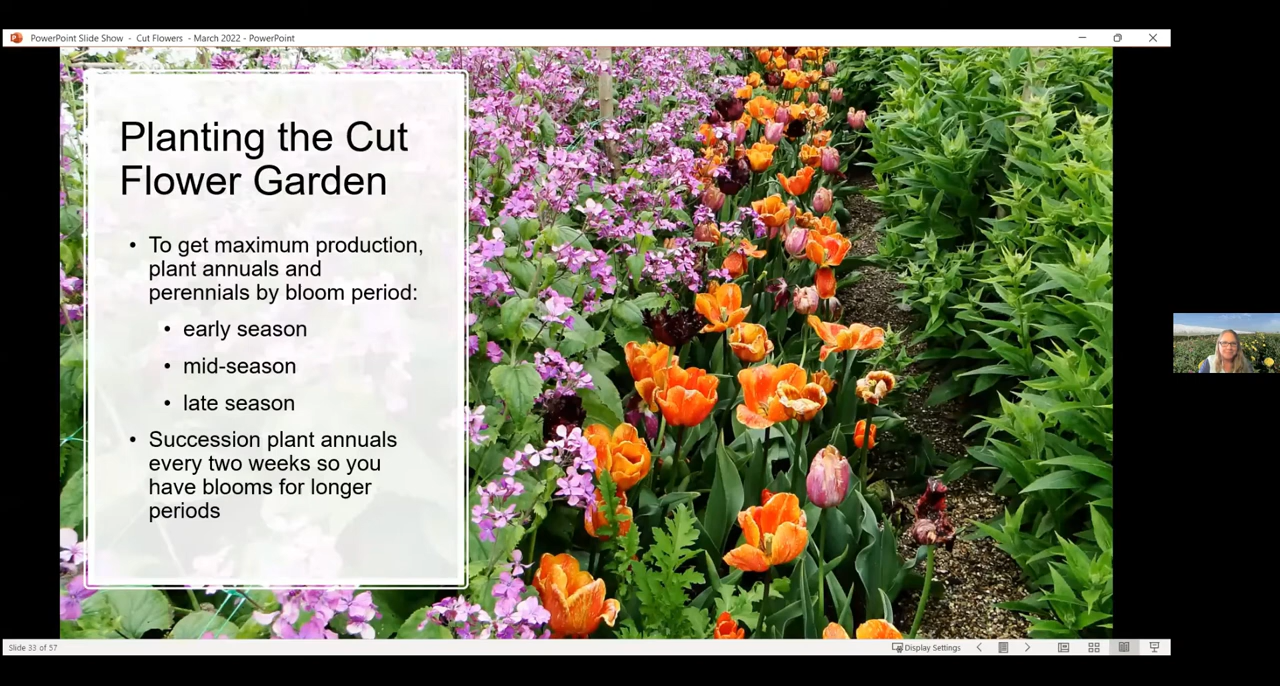 PowerPoint Slide Show - Cut Flowers - March 2022 - PowerPoint
Planting the Cut
Flower Garden
• To get maximum production,
plant annuals and
perennials by bloom period:
• early season
• mid-season
• late season
• Succession plant annuals
every two weeks so you
have blooms for longer
periods
Slide 33 of 57
Display Settings